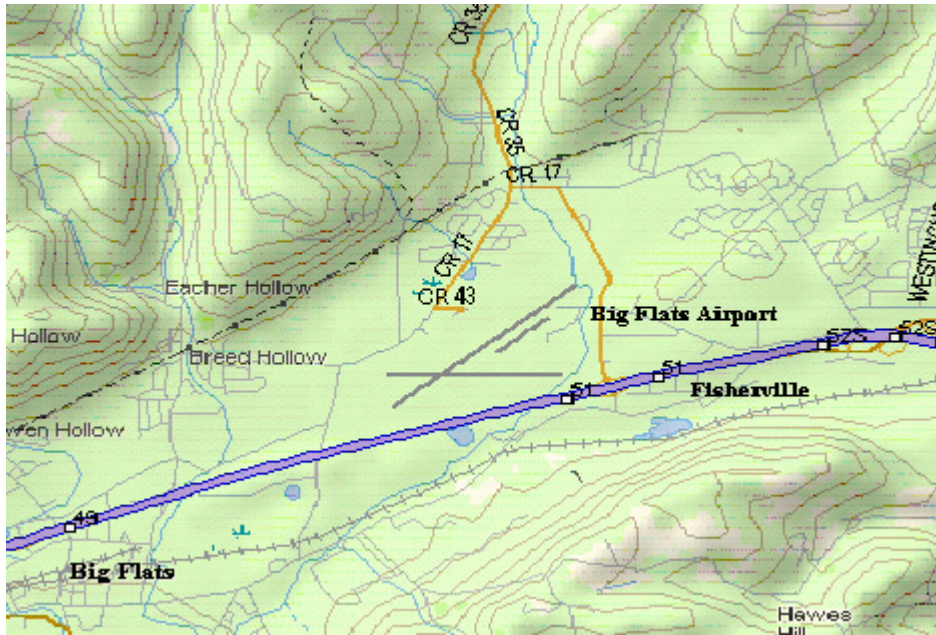 CR 35
CR 17
CR 17
CR 43
Eacher Hollow
Big Flats Airport
Hollow
Breed Hollow
51
51
52S
Fisherville
wen Hollow
49
Big Flats
Hawes
Hill